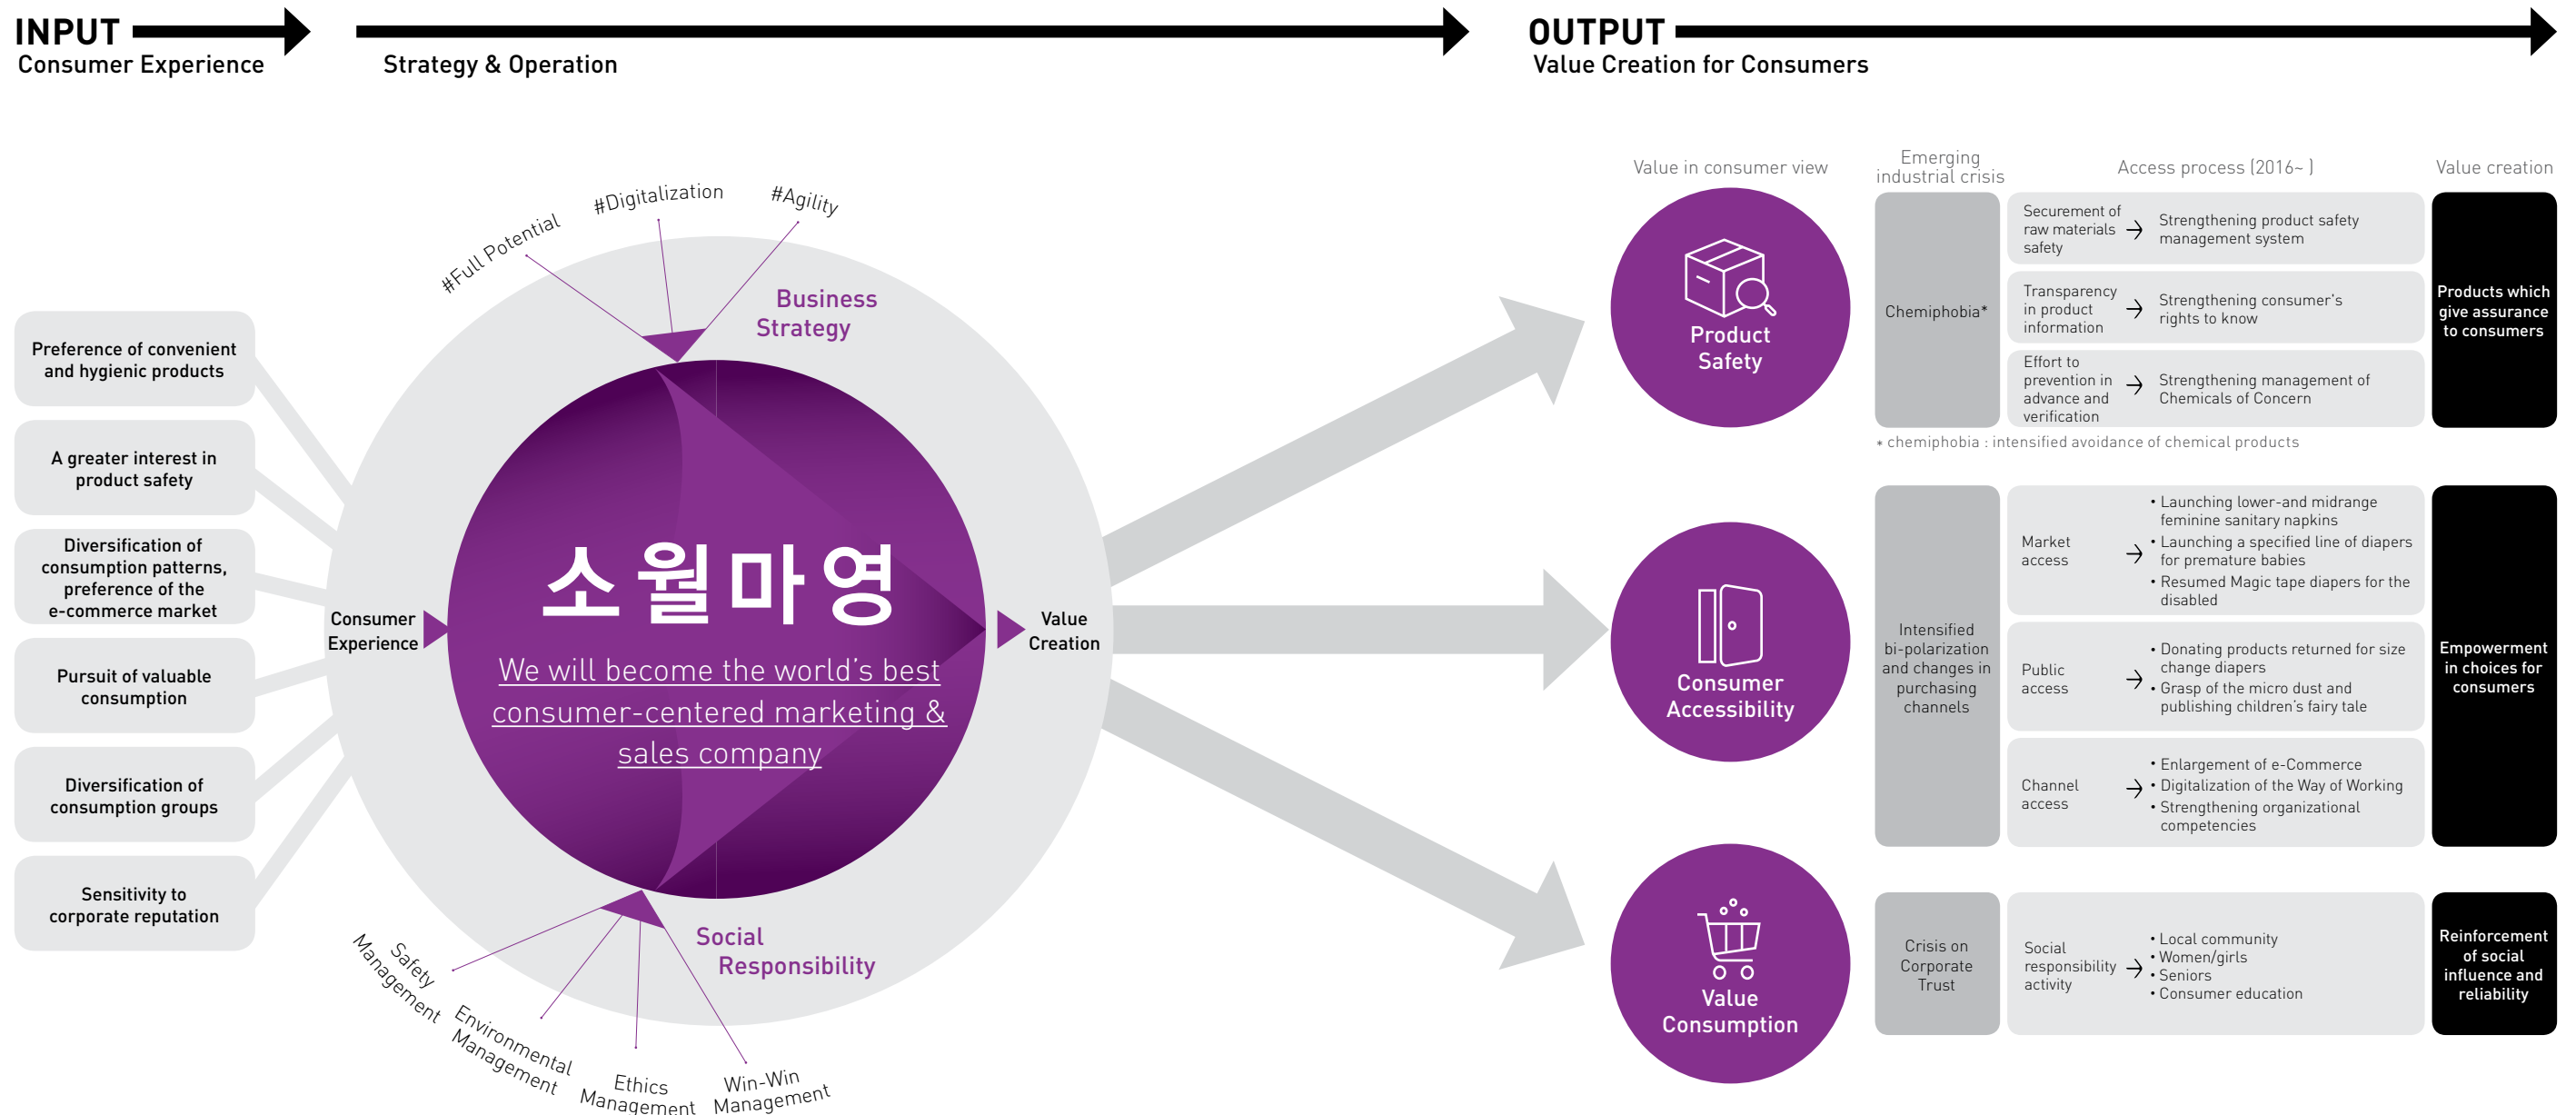 INPUT
Consumer Experience
Strategy & Operation
OUTPUT
Value Creation for Consumers
Preference of convenient
and hygienic products
A greater interest in
product safety
Diversification of
consumption patterns,
preference of the
e-commerce market
Pursuit of valuable
consumption
Diversification of
consumption groups
Sensitivity to
corporate reputation
#Full Potential
#Digitalization
#Agility
Business
Strategy
Consumer
Experience
소월마영
We will become the world's best
consumer-centered marketing &
sales company
Value
Creation
Social
Responsibility
Safety
Management
Environmental
Management
Ethics
Management
Win-Win
Management
Value in consumer view
Emerging
industrial crisis
Access process (2016~ )
Value creation
Product
Safety
Chemiphobia*
Securement of
raw materials
safety
Strengthening product safety
management system
Transparency
in product
information
Strengthening consumer's
rights to know
Effort to
prevention in
advance and
verification
Strengthening management of
Chemicals of Concern
Products which
give assurance
to consumers
* chemiphobia : intensified avoidance of chemical products
Consumer
Accessibility
Intensified
bi-polarization
and changes in
purchasing
channels
Market
access
• Launching lower-and midrange
feminine sanitary napkins
• Launching a specified line of diapers
for premature babies
• Resumed Magic tape diapers for the
disabled
Public
access
• Donating products returned for size
change diapers
• Grasp of the micro dust and
publishing children's fairy tale
Channel
access
• Enlargement of e-Commerce
• Digitalization of the Way of Working
• Strengthening organizational
competencies
Empowerment
in choices for
consumers
Value
Consumption
Crisis on
Corporate
Trust
Social
responsibility
activity
• Local community
• Women/girls
• Seniors
• Consumer education
Reinforcement
of social
influence and
reliability